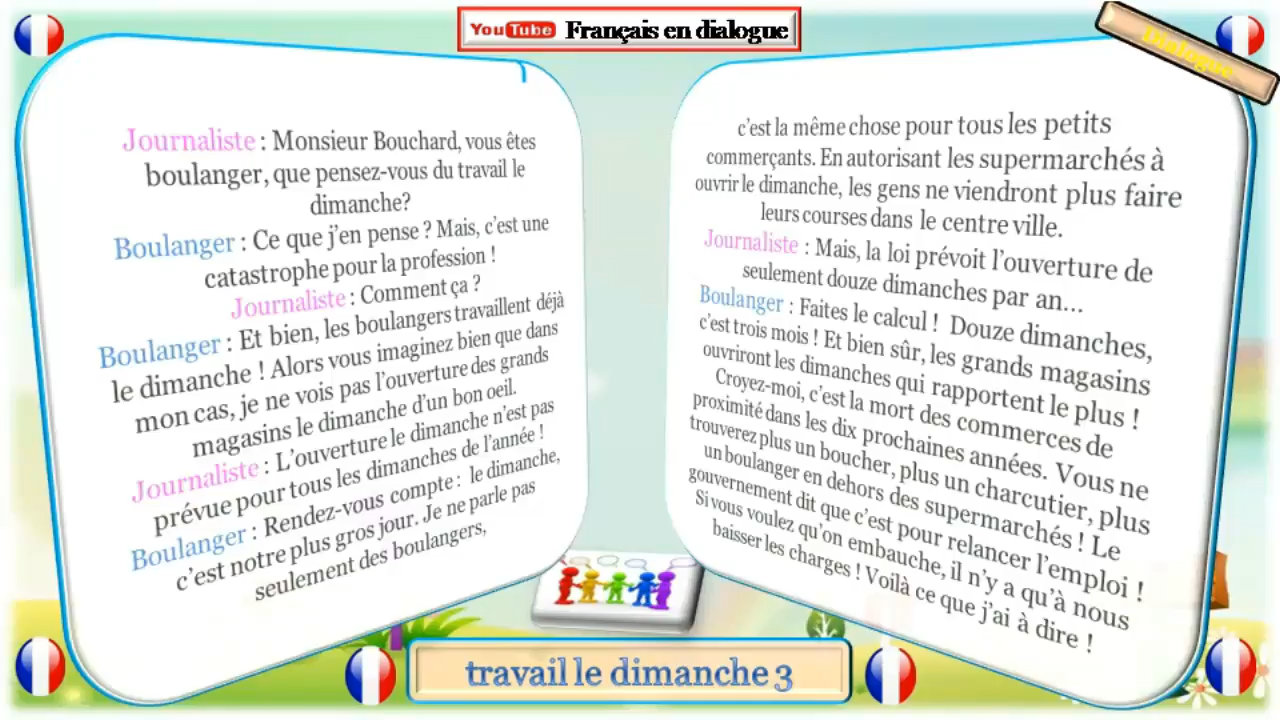 YouTube Français en dialogue
Dialogue
Journaliste : Monsieur Bouchard, vous êtes
boulanger, que pensez-vous du travail le
dimanche?
Boulanger : Ce que j'en pense ? Mais, c'est une
catastrophe pour la profession !
Journaliste : Comment ça ?
Boulanger : Et bien, les boulangers travaillent déjà
le dimanche ! Alors vous imaginez bien que dans
mon cas, je ne vois pas l'ouverture des grands
magasins le dimanche d'un bon oeil.
Journaliste : L'ouverture le dimanche n'est pas
prévue pour tous les dimanches de l'année !
Boulanger : Rendez-vous compte : le dimanche,
c'est notre plus gros jour. Je ne parle pas
seulement des boulangers,
c'est la même chose pour tous les petits
commerçants. En autorisant les supermarchés à
ouvrir le dimanche, les gens ne viendront plus faire
leurs courses dans le centre ville.
Journaliste : Mais, la loi prévoit l'ouverture de
seulement douze dimanches par an...
Boulanger : Faites le calcul ! Douze dimanches,
c'est trois mois ! Et bien sûr, les grands magasins
ouvriront les dimanches qui rapportent le plus !
Croyez-moi, c'est la mort des commerces de
proximité dans les dix prochaines années. Vous ne
trouverez plus un boucher, plus un charcutier, plus
un boulanger en dehors des supermarchés ! Le
gouvernement dit que c'est pour relancer l'emploi !
Si vous voulez qu'on embauche, il n'y a qu'à nous
baisser les charges ! Voilà ce que j'ai à dire !
travail le dimanche 3